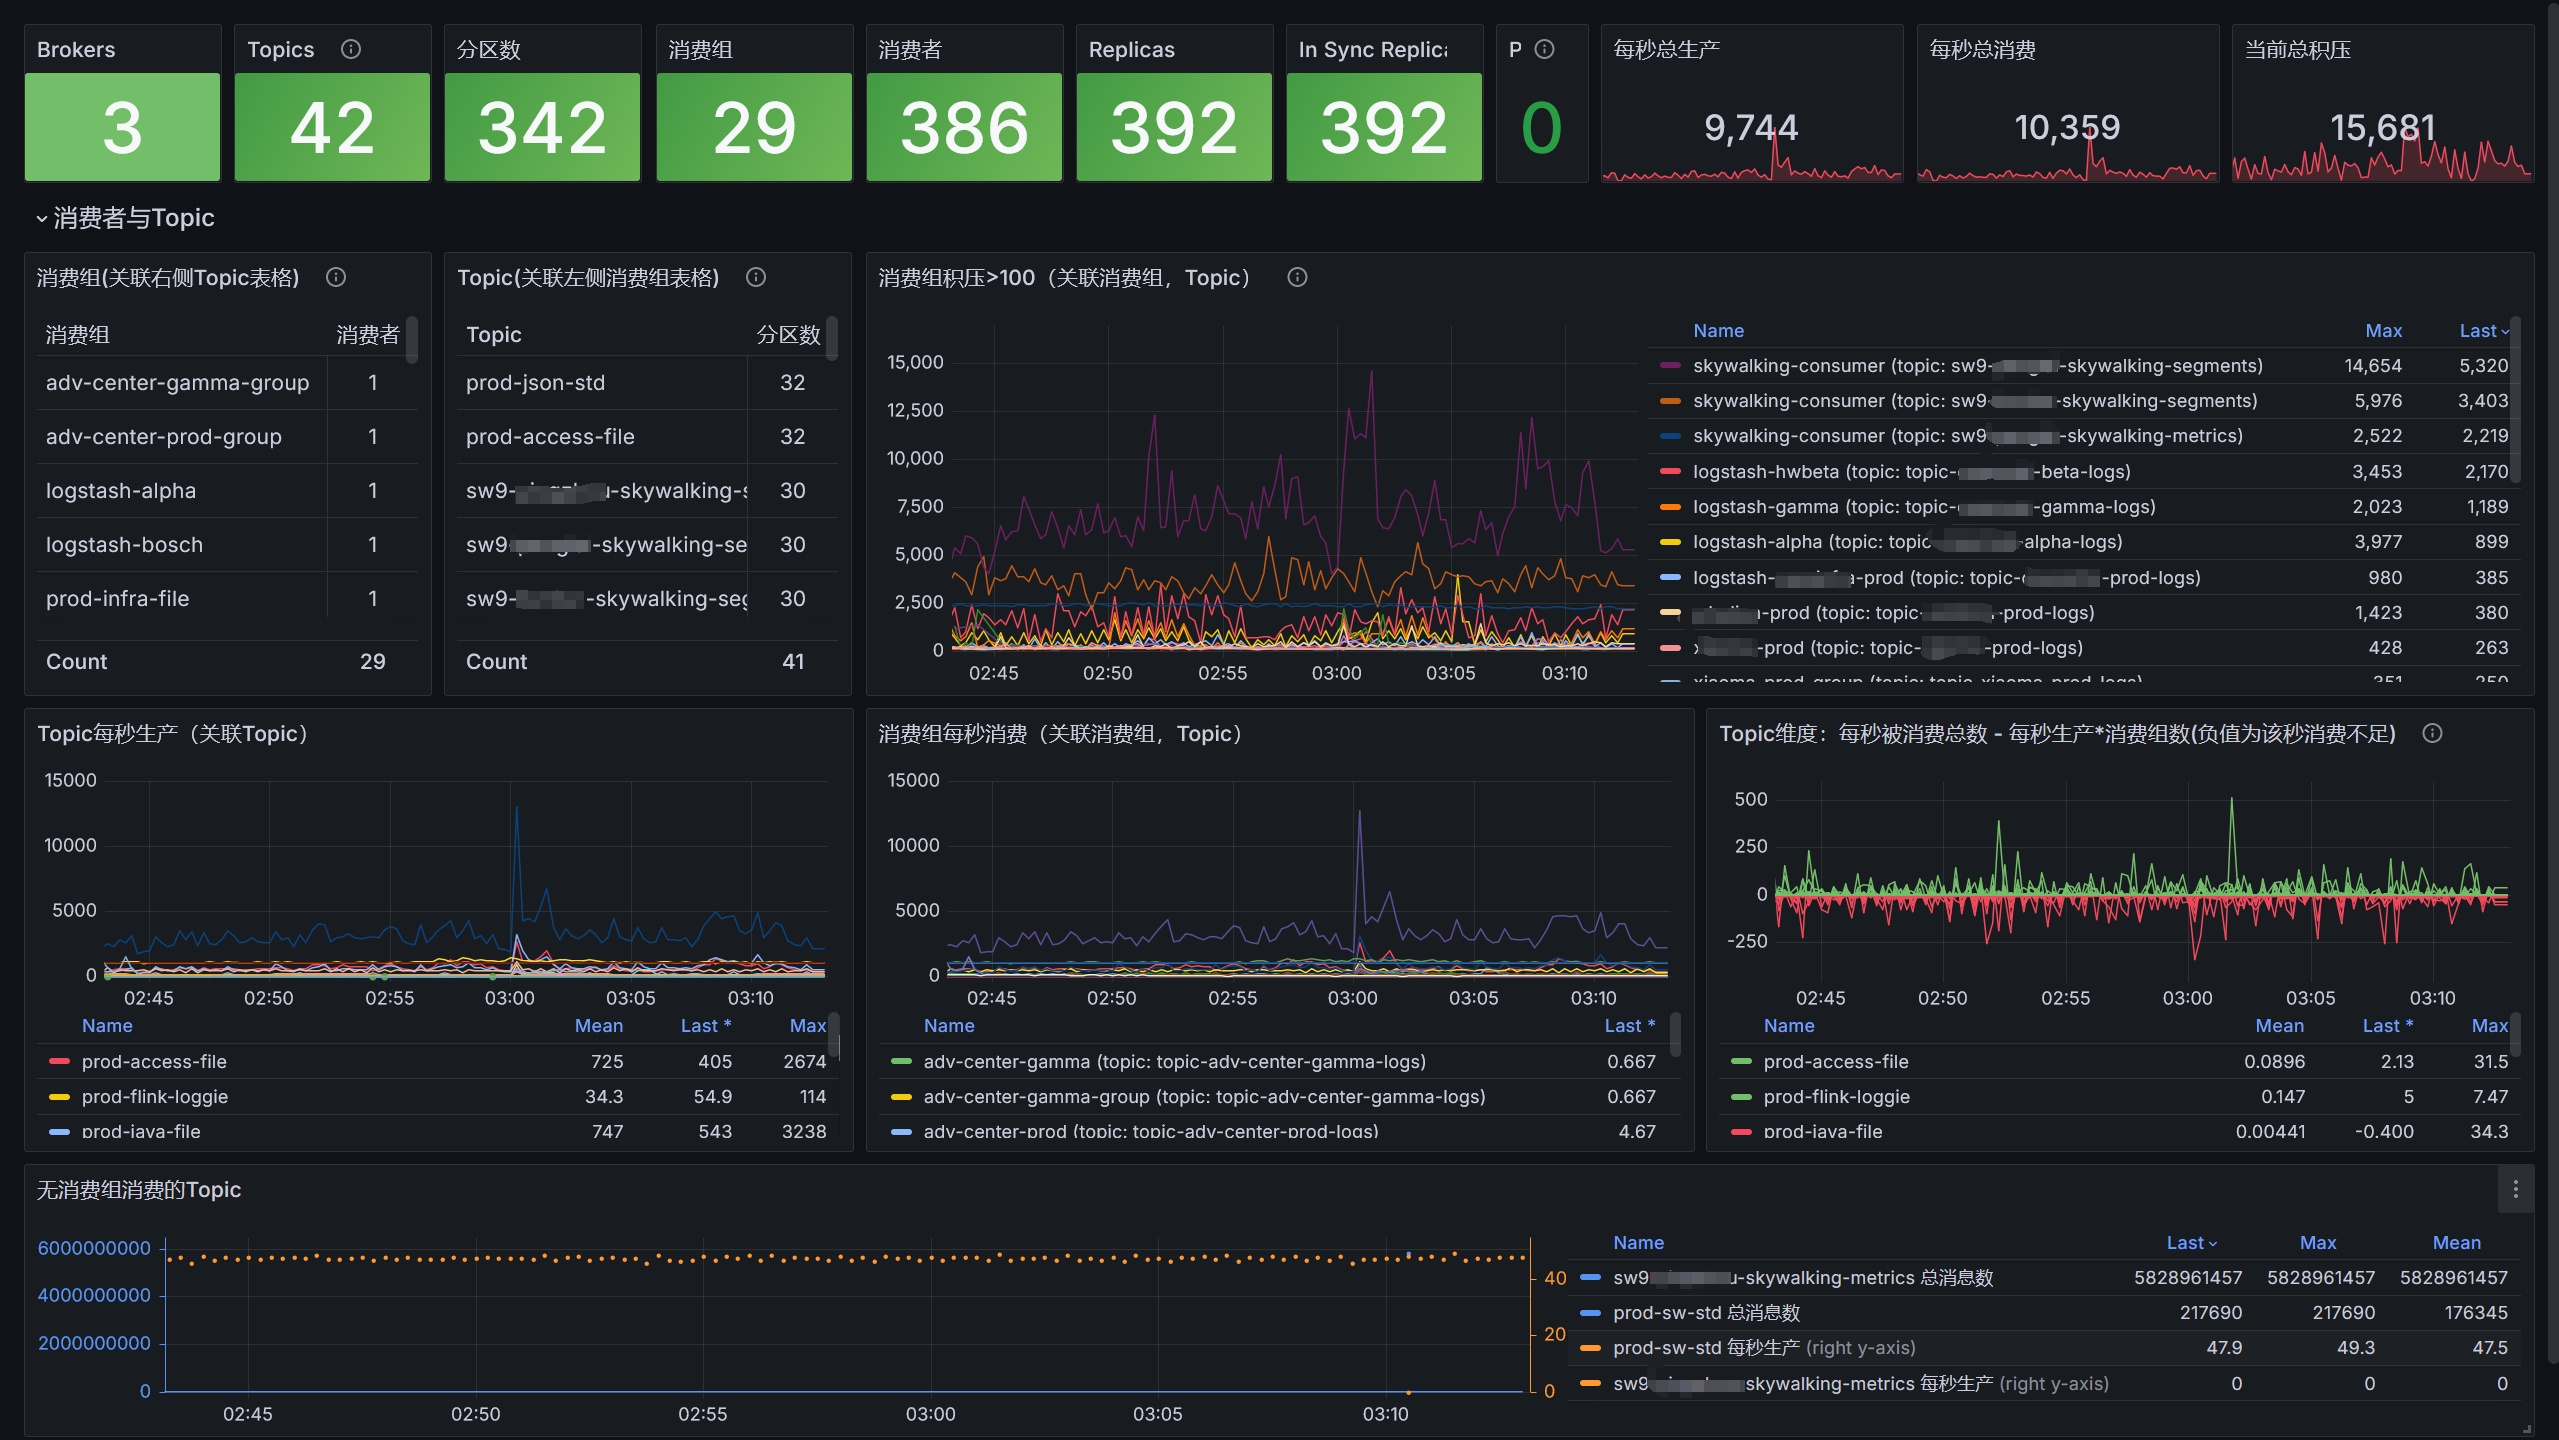 Brokers
3
Topics
42
分区数
342
消费组
29
消费者
386
Replicas
392
In Sync Replica
392
P
0
每秒总生产
9,744
每秒总消费
10,359
当前总积压
15,681
消费者与Topic
消费组(关联右侧Topic表格)
消费组 消费者
adv-center-gamma-group 1
adv-center-prod-group 1
logstash-alpha 1
logstash-bosch 1
prod-infra-file 1
Count 29
Topic(关联左侧消费组表格)
Topic 分区数
prod-json-std 32
prod-access-file 32
sw9- -skywalking-s 30
sw9- -skywalking-se 30
sw9- -skywalking-seg 30
Count 41
消费组积压>100（关联消费组，Topic）
15,000
12,500
10,000
7,500
5,000
2,500
0
02:45 02:50 02:55 03:00 03:05 03:10
Name Max Last
skywalking-consumer (topic: sw9- -skywalking-segments) 14,654 5,320
skywalking-consumer (topic: sw9- -skywalking-segments) 5,976 3,403
skywalking-consumer (topic: sw9 -skywalking-metrics) 2,522 2,219
logstash-hwbeta (topic: topic- -beta-logs) 3,453 2,170
logstash-gamma (topic: topic- -gamma-logs) 2,023 1,189
logstash-alpha (topic: topic -alpha-logs) 3,977 899
logstash- -prod (topic: topic- -prod-logs) 980 385
-prod (topic: topic- -prod-logs) 1,423 380
-prod (topic: topic- -prod-logs) 428 263
xiaoma-prod-group (topic: topic-xiaoma-prod-logs) 351 250
Topic每秒生产（关联Topic）
15000
10000
5000
0
02:45 02:50 02:55 03:00 03:05 03:10
Name Mean Last * Max
prod-access-file 725 405 2674
prod-flink-loggie 34.3 54.9 114
prod-java-file 747 543 3238
消费组每秒消费（关联消费组，Topic）
15000
10000
5000
0
02:45 02:50 02:55 03:00 03:05 03:10
Name Last *
adv-center-gamma (topic: topic-adv-center-gamma-logs) 0.667
adv-center-gamma-group (topic: topic-adv-center-gamma-logs) 0.667
adv-center-prod (topic: topic-adv-center-prod-logs) 4.67
Topic维度：每秒被消费总数 - 每秒生产*消费组数(负值为该秒消费不足)
500
250
0
-250
02:45 02:50 02:55 03:00 03:05 03:10
Name Mean Last * Max
prod-access-file 0.0896 2.13 31.5
prod-flink-loggie 0.147 5 7.47
prod-java-file 0.00441 -0.400 34.3
无消费组消费的Topic
6000000000
4000000000
2000000000
0
40
20
0
02:45 02:50 02:55 03:00 03:05 03:10
Name Last Max Mean
sw9 -skywalking-metrics 总消息数 5828961457 5828961457 5828961457
prod-sw-std 总消息数 217690 217690 176345
prod-sw-std 每秒生产 (right y-axis) 47.9 49.3 47.5
sw9 skywalking-metrics 每秒生产 (right y-axis) 0 0 0